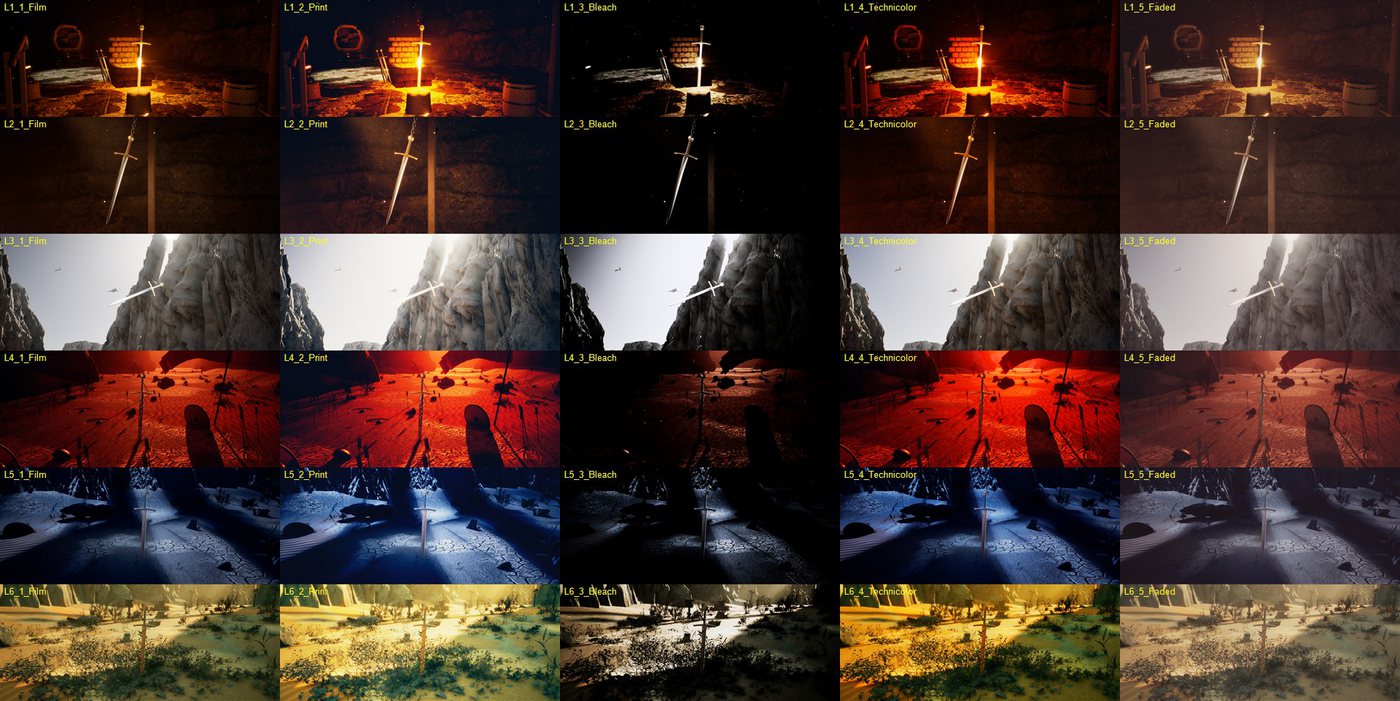 L1_1_Film
L1_2_Print
L1_3_Bleach
L1_4_Technicolor
L1_5_Faded
L2_1_Film
L2_2_Print
L2_3_Bleach
L2_4_Technicolor
L2_5_Faded
L3_1_Film
L3_2_Print
L3_3_Bleach
L3_4_Technicolor
L3_5_Faded
L4_1_Film
L4_2_Print
L4_3_Bleach
L4_4_Technicolor
L4_5_Faded
L5_1_Film
L5_2_Print
L5_3_Bleach
L5_4_Technicolor
L5_5_Faded
L6_1_Film
L6_2_Print
L6_3_Bleach
L6_4_Technicolor
L6_5_Faded